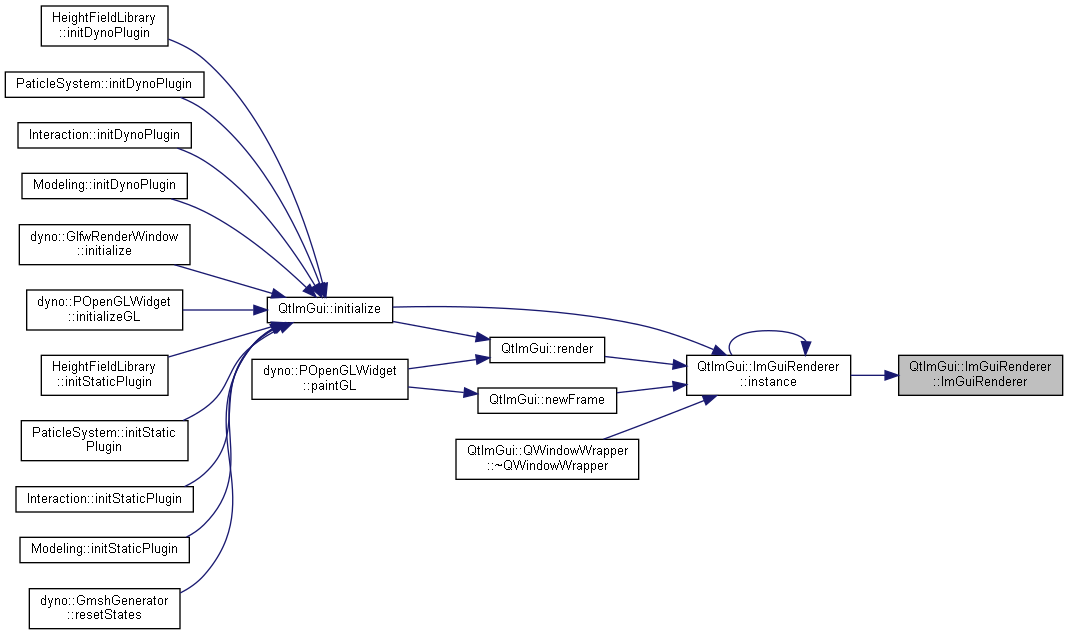 HeightFieldLibrary
::initDynoPlugin
PaticleSystem::initDynoPlugin
Interaction::initDynoPlugin
Modeling::initDynoPlugin
dyno::GlfwRenderWindow
::initialize
dyno::POpenGLWidget
::initializeGL
HeightFieldLibrary
::initStaticPlugin
PaticleSystem::initStatic
Plugin
Interaction::initStaticPlugin
Modeling::initStaticPlugin
dyno::GmshGenerator
::resetStates
QtImGui::initialize
dyno::POpenGLWidget
::paintGL
QtImGui::render
QtImGui::newFrame
QtImGui::QWindowWrapper
::~QWindowWrapper
QtImGui::ImGuiRenderer
::instance
QtImGui::ImGuiRenderer
::ImGuiRenderer